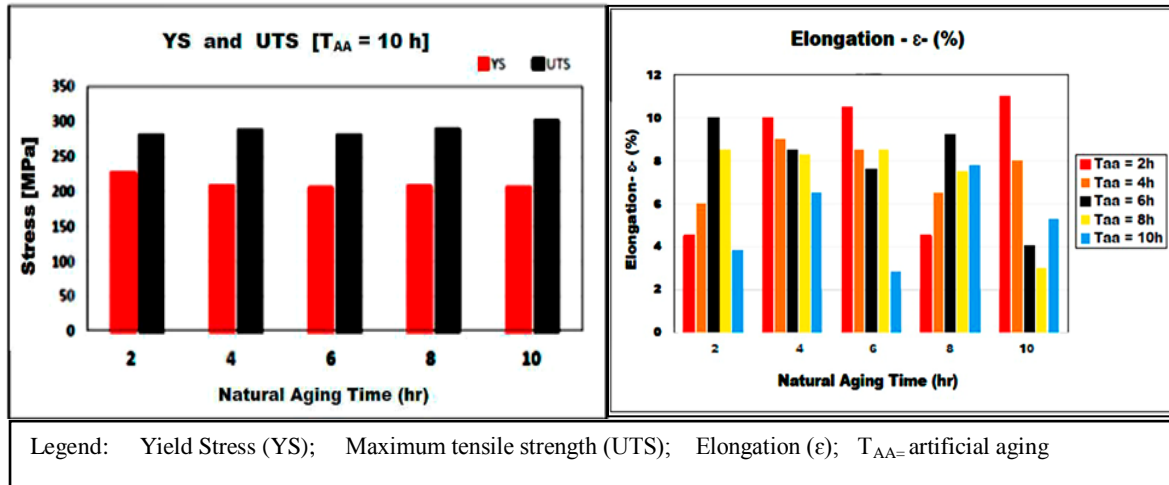 YS and UTS [TAA = 10 h]
YS UTS
350
300
250
200
150
100
50
0
Stress [MPa]
2 4 6 8 10
Natural Aging Time (hr)
Elongation - ε- (%)
12
10
8
6
4
2
0
Elongation- ε- (%)
2 4 6 8 10
Natural Aging Time (hr)
Taa = 2h
Taa = 4h
Taa = 6h
Taa = 8h
Taa = 10h
Legend: Yield Stress (YS); Maximum tensile strength (UTS); Elongation (ε); TAA= artificial aging